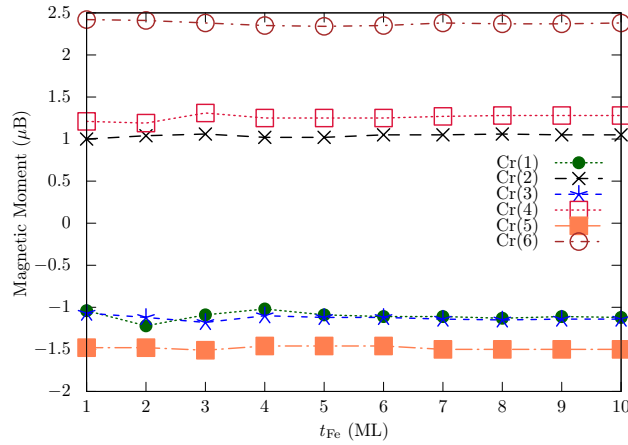 2.5
2
1.5
1
0.5
0
−0.5
−1
−1.5
−2
Magnetic Moment (μB)
Cr(1)
Cr(2)
Cr(3)
Cr(4)
Cr(5)
Cr(6)
1 2 3 4 5 6 7 8 9 10
tFe (ML)